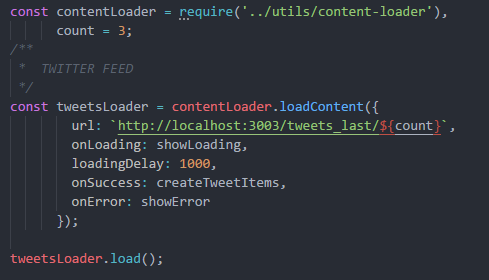 const contentLoader = require('../utils/content-loader'),
      count = 3;
/**
 *  TWITTER FEED
 */
const tweetsLoader = contentLoader.loadContent({
        url: `http://localhost:3003/tweets_last/${count}`,
        onLoading: showLoading,
        loadingDelay: 1000,
        onSuccess: createTweetItems,
        onError: showError
      });

tweetsLoader.load();